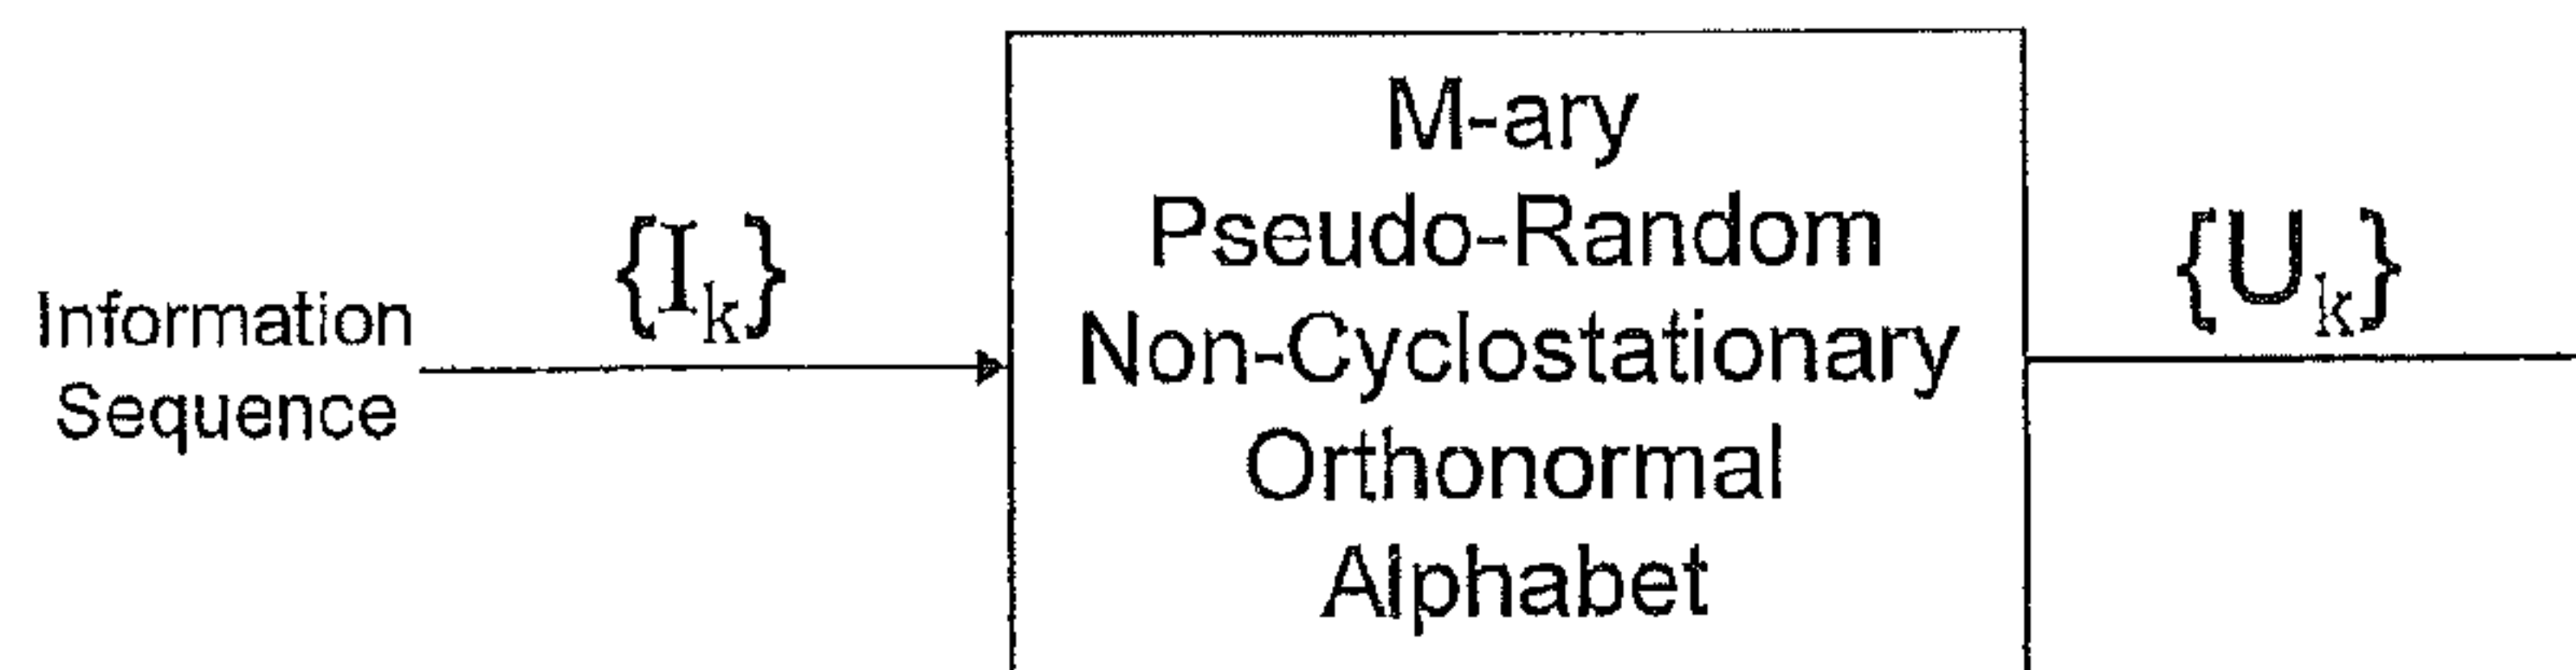 Information
Sequence
{I_k}
M-ary
Pseudo-Random
Non-Cyclostationary
Orthonormal
Alphabet
{U_k}